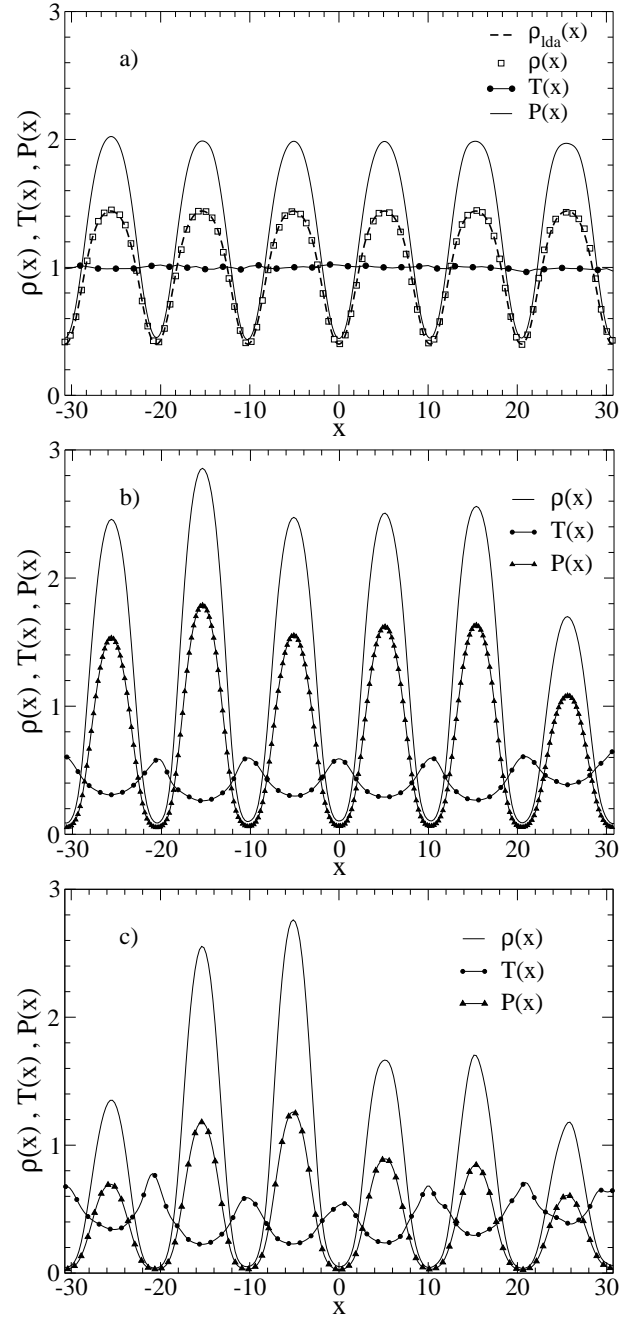 3
a)
ρlda(x)
ρ(x)
T(x)
P(x)
2
1
0
ρ(x) , T(x) , P(x)
-30 -20 -10 0 10 20 30
x
3
b)
ρ(x)
T(x)
P(x)
2
1
0
ρ(x) , T(x) , P(x)
-30 -20 -10 0 10 20 30
x
3
c)
ρ(x)
T(x)
P(x)
2
1
0
ρ(x) , T(x) , P(x)
-30 -20 -10 0 10 20 30
x